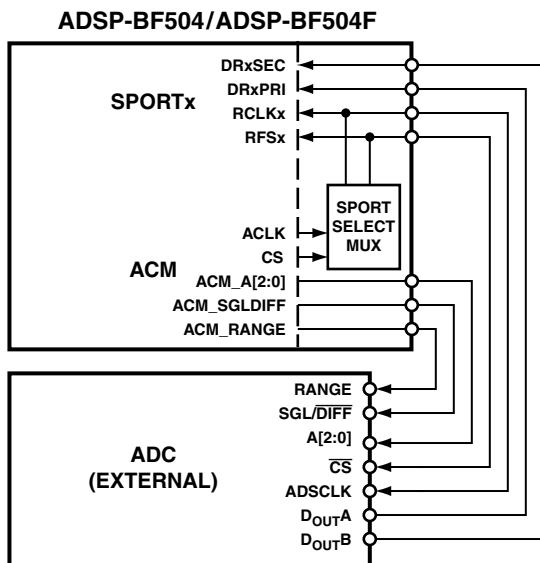 ADSP-BF504/ADSP-BF504F
DRxSEC
DRxPRI
SPORTx
RCLKx
RFSx
SPORT
SELECT
MUX
ACLK
CS
ACM
ACM_A[2:0]
ACM_SGLDIFF
ACM_RANGE
RANGE
SGL/DIFF
A[2:0]
ADC
(EXTERNAL)
CS
ADSCLK
DOUTA
DOUTB